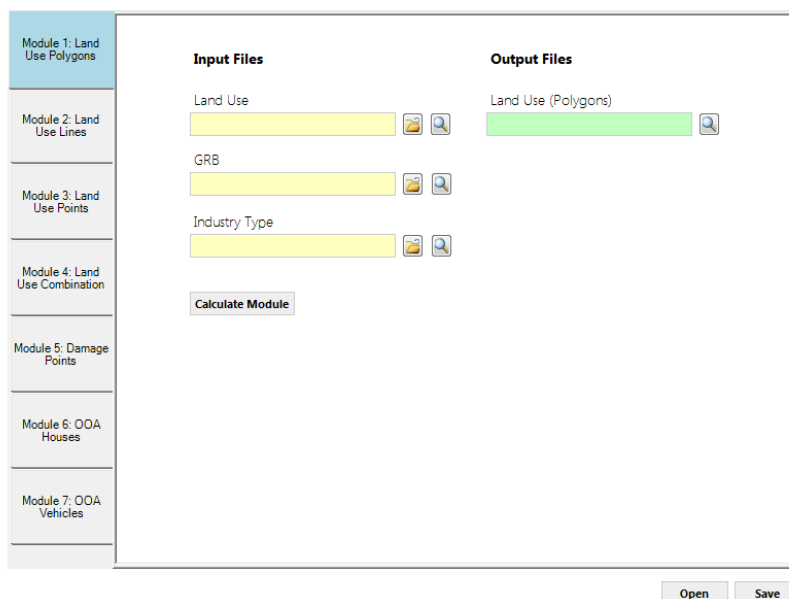 Module 1: Land
Use Polygons
Module 2: Land
Use Lines
Module 3: Land
Use Points
Module 4: Land
Use Combination
Module 5: Damage
Points
Module 6: OOA
Houses
Module 7: OOA
Vehicles
Input Files
Land Use
GRB
Industry Type
Calculate Module
Output Files
Land Use (Polygons)
Open
Save